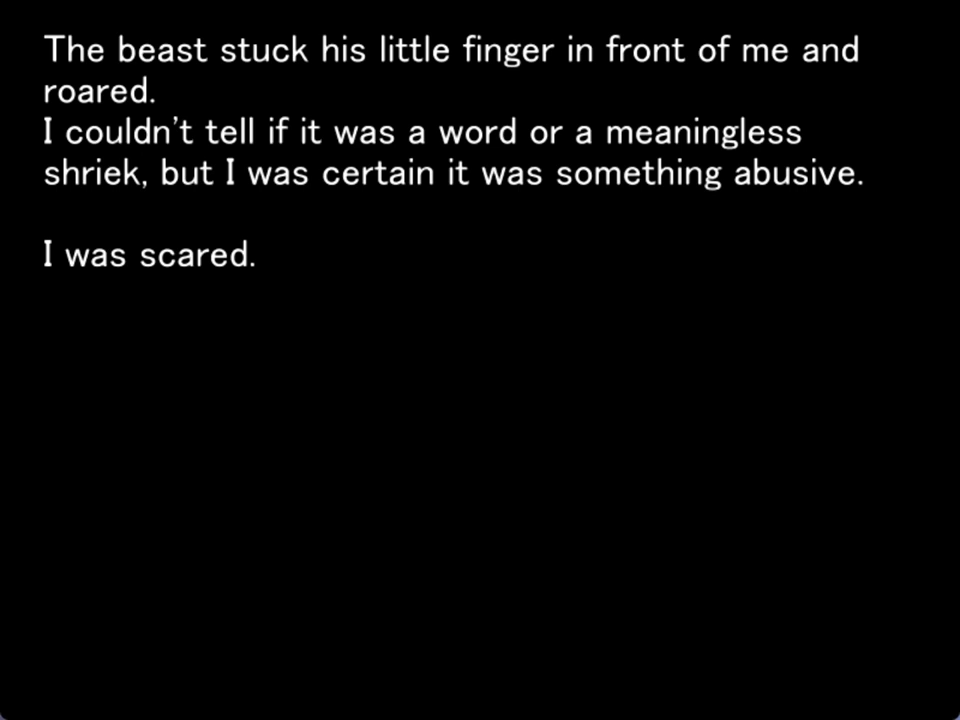 The beast stuck his little finger in front of me and
roared.
I couldn't tell if it was a word or a meaningless
shriek, but I was certain it was something abusive.
I was scared.